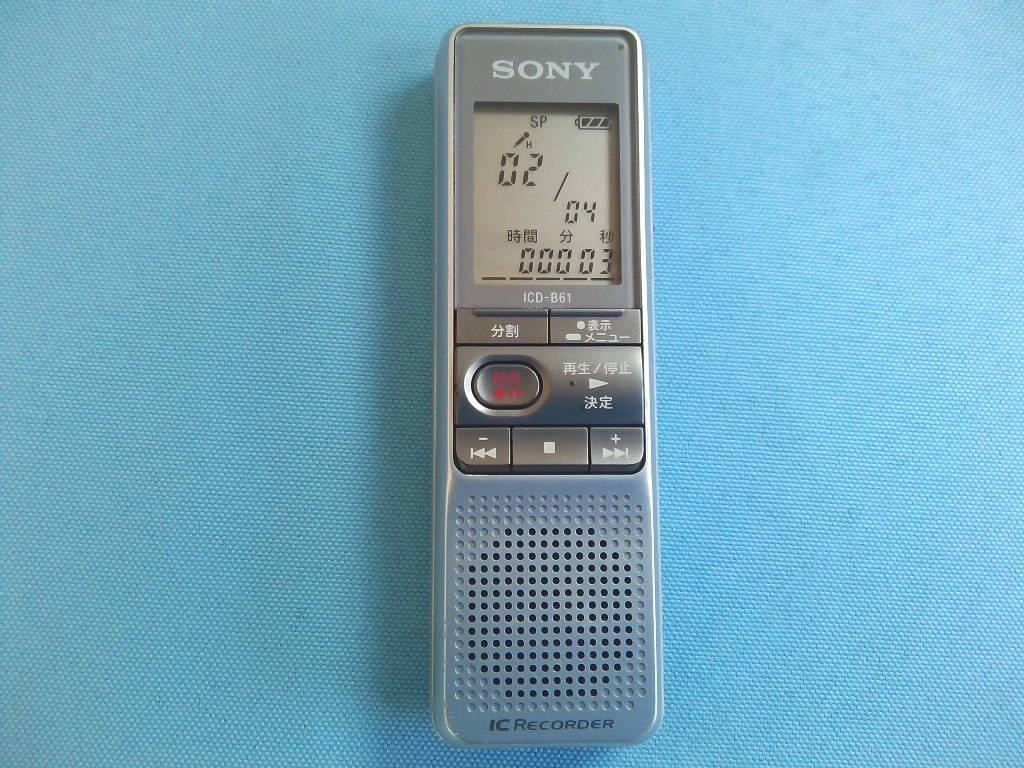 SONY
SP
H
02
/
04
時間 分 秒
00003
ICD-B61
分割
表示
メニュー
再生/停止
決定
− +
IC RECORDER